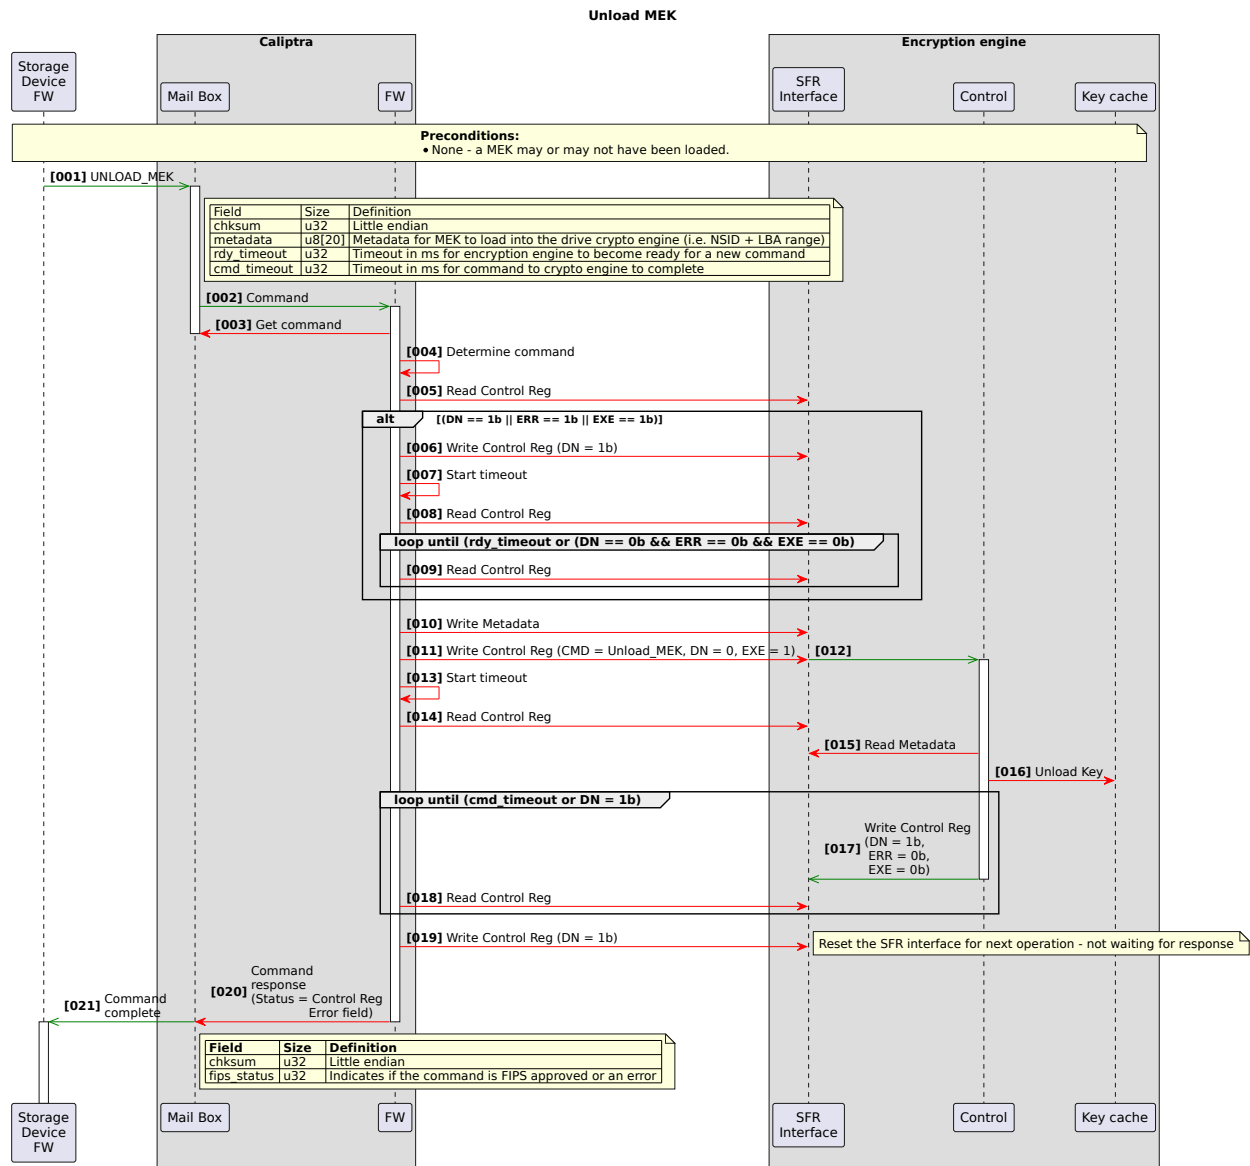 Unload MEK
Caliptra
Encryption engine
Storage
Device
FW
Mail Box
FW
SFR
Interface
Control
Key cache
Preconditions:
• None - a MEK may or may not have been loaded.
[001] UNLOAD_MEK
Field Size Definition
chksum u32 Little endian
metadata u8[20] Metadata for MEK to load into the drive crypto engine (i.e. NSID + LBA range)
rdy_timeout u32 Timeout in ms for encryption engine to become ready for a new command
cmd_timeout u32 Timeout in ms for command to crypto engine to complete
[002] Command
[003] Get command
[004] Determine command
[005] Read Control Reg
alt [(DN == 1b || ERR == 1b || EXE == 1b)]
[006] Write Control Reg (DN = 1b)
[007] Start timeout
[008] Read Control Reg
loop until (rdy_timeout or (DN == 0b && ERR == 0b && EXE == 0b)
[009] Read Control Reg
[010] Write Metadata
[011] Write Control Reg (CMD = Unload_MEK, DN = 0, EXE = 1)
[012]
[013] Start timeout
[014] Read Control Reg
[015] Read Metadata
[016] Unload Key
loop until (cmd_timeout or DN = 1b)
[017] Write Control Reg
(DN = 1b,
ERR = 0b,
EXE = 0b)
[018] Read Control Reg
[019] Write Control Reg (DN = 1b)
Reset the SFR interface for next operation - not waiting for response
[020] Command
response
(Status = Control Reg
Error field)
[021] Command
complete
Field Size Definition
chksum u32 Little endian
fips_status u32 Indicates if the command is FIPS approved or an error
Storage
Device
FW
Mail Box
FW
SFR
Interface
Control
Key cache